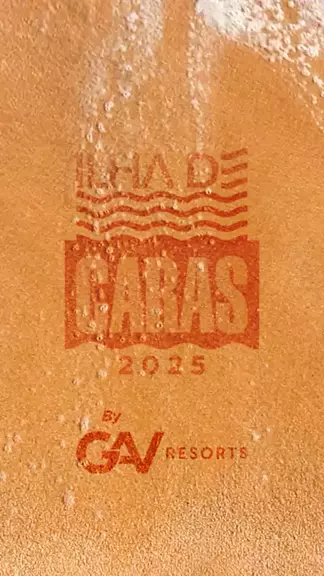 ILHA DE
CARAS
2025
By
GAV RESORTS